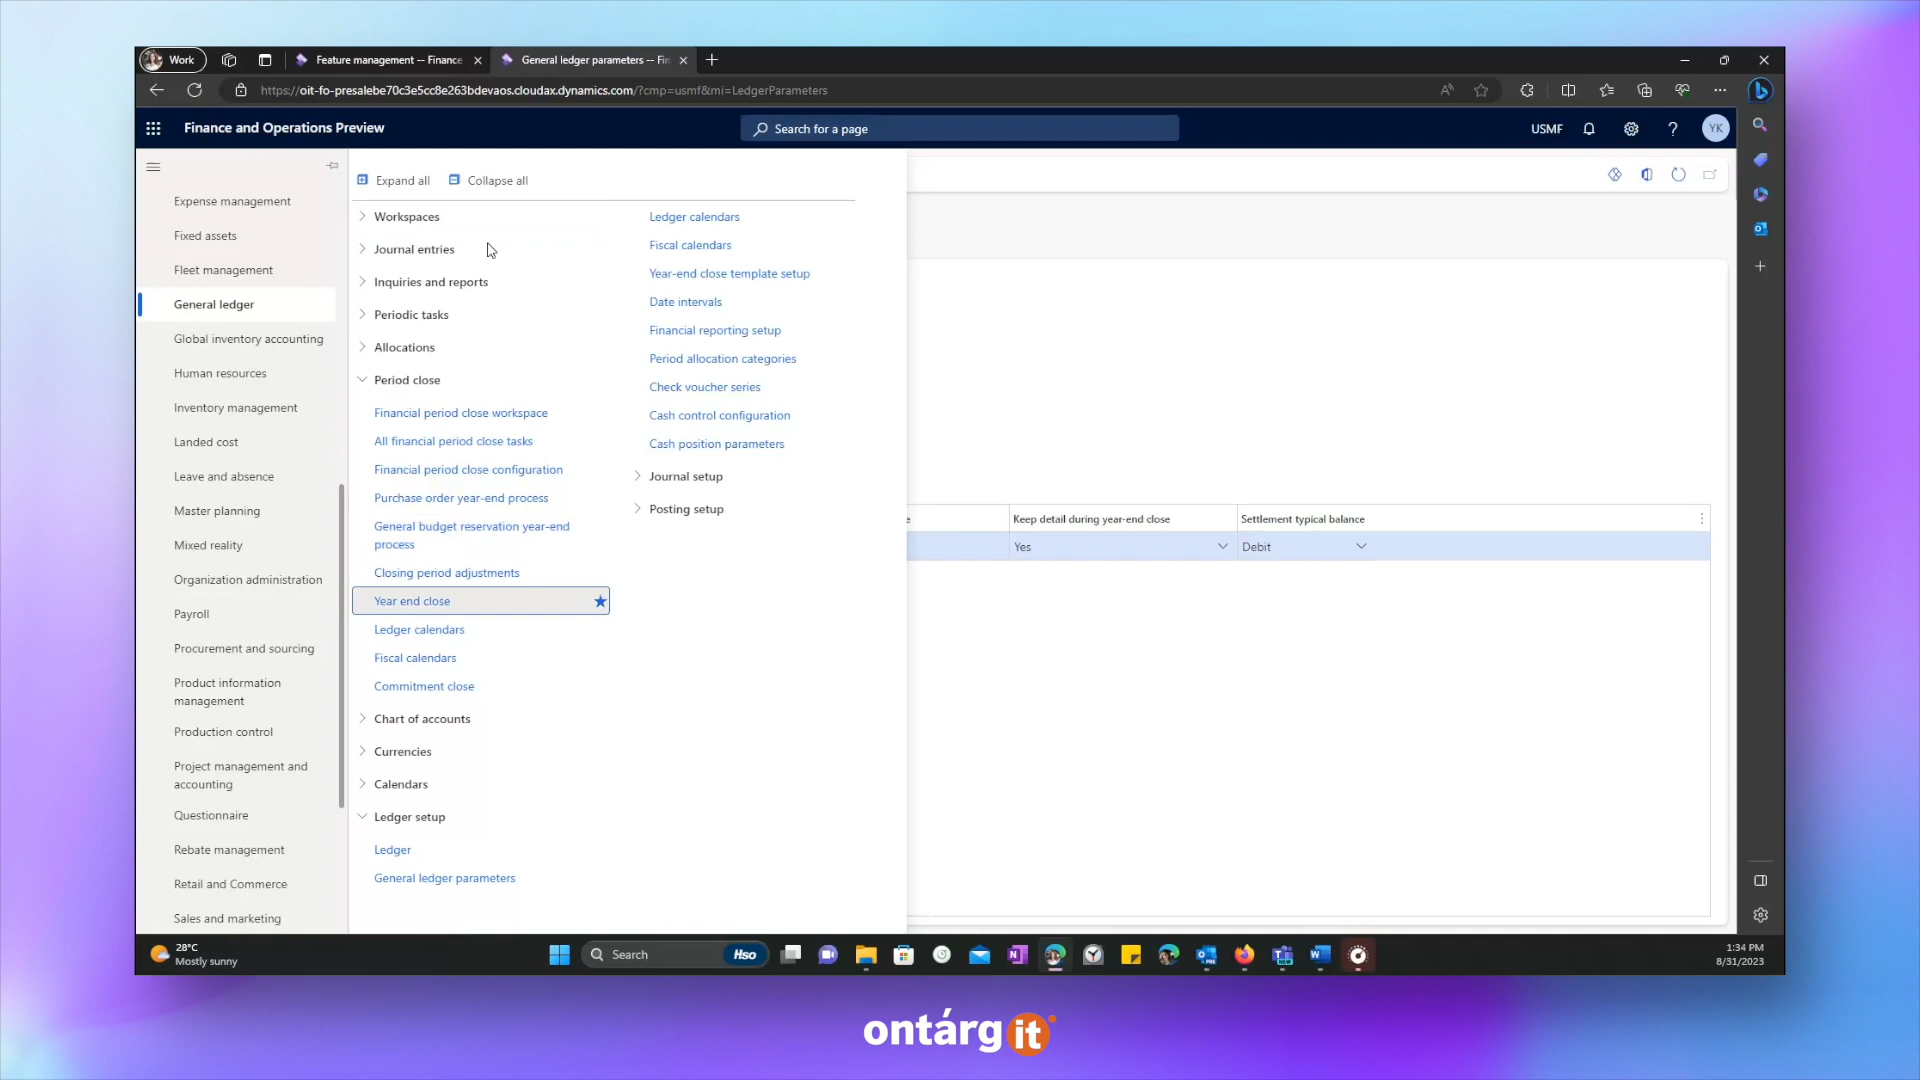 Work
Feature management -- Finance
General ledger parameters -- Fin
https://oit-fo-presalebe70c3e5cc8e263bdevaos.cloudax.dynamics.com/?cmp=usmf&mi=LedgerParameters
Finance and Operations Preview
Search for a page
USMF
YK
Expense management
Fixed assets
Fleet management
General ledger
Global inventory accounting
Human resources
Inventory management
Landed cost
Leave and absence
Master planning
Mixed reality
Organization administration
Payroll
Procurement and sourcing
Product information
management
Production control
Project management and
accounting
Questionnaire
Rebate management
Retail and Commerce
Sales and marketing
Expand all
Collapse all
Workspaces
Journal entries
Inquiries and reports
Periodic tasks
Allocations
Period close
Financial period close workspace
All financial period close tasks
Financial period close configuration
Purchase order year-end process
General budget reservation year-end
process
Closing period adjustments
Year end close
Ledger calendars
Fiscal calendars
Commitment close
Chart of accounts
Currencies
Calendars
Ledger setup
Ledger
General ledger parameters
Ledger calendars
Fiscal calendars
Year-end close template setup
Date intervals
Financial reporting setup
Period allocation categories
Check voucher series
Cash control configuration
Cash position parameters
Journal setup
Posting setup
e
Keep detail during year-end close
Settlement typical balance
Yes
Debit
28°C
Mostly sunny
Search
Hso
1:34 PM
8/31/2023
ontárgit